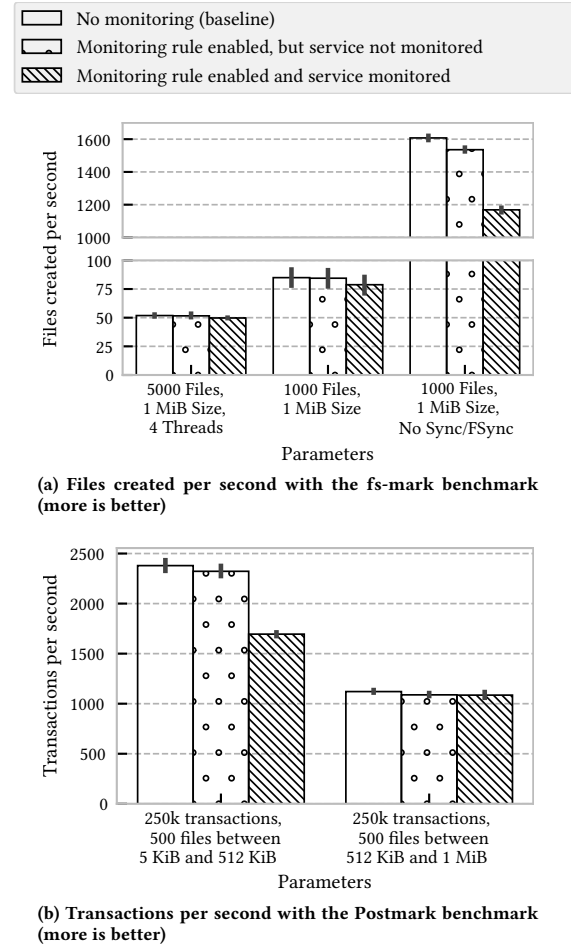 No monitoring (baseline)
Monitoring rule enabled, but service not monitored
Monitoring rule enabled and service monitored
Files created per second
1600
1400
1200
1000
100
75
50
25
0
5000 Files,
1 MiB Size,
4 Threads
1000 Files,
1 MiB Size
1000 Files,
1 MiB Size,
No Sync/FSync
Parameters
(a) Files created per second with the fs-mark benchmark
(more is better)
Transactions per second
2500
2000
1500
1000
500
0
250k transactions,
500 files between
5 KiB and 512 KiB
250k transactions,
500 files between
512 KiB and 1 MiB
Parameters
(b) Transactions per second with the Postmark benchmark
(more is better)